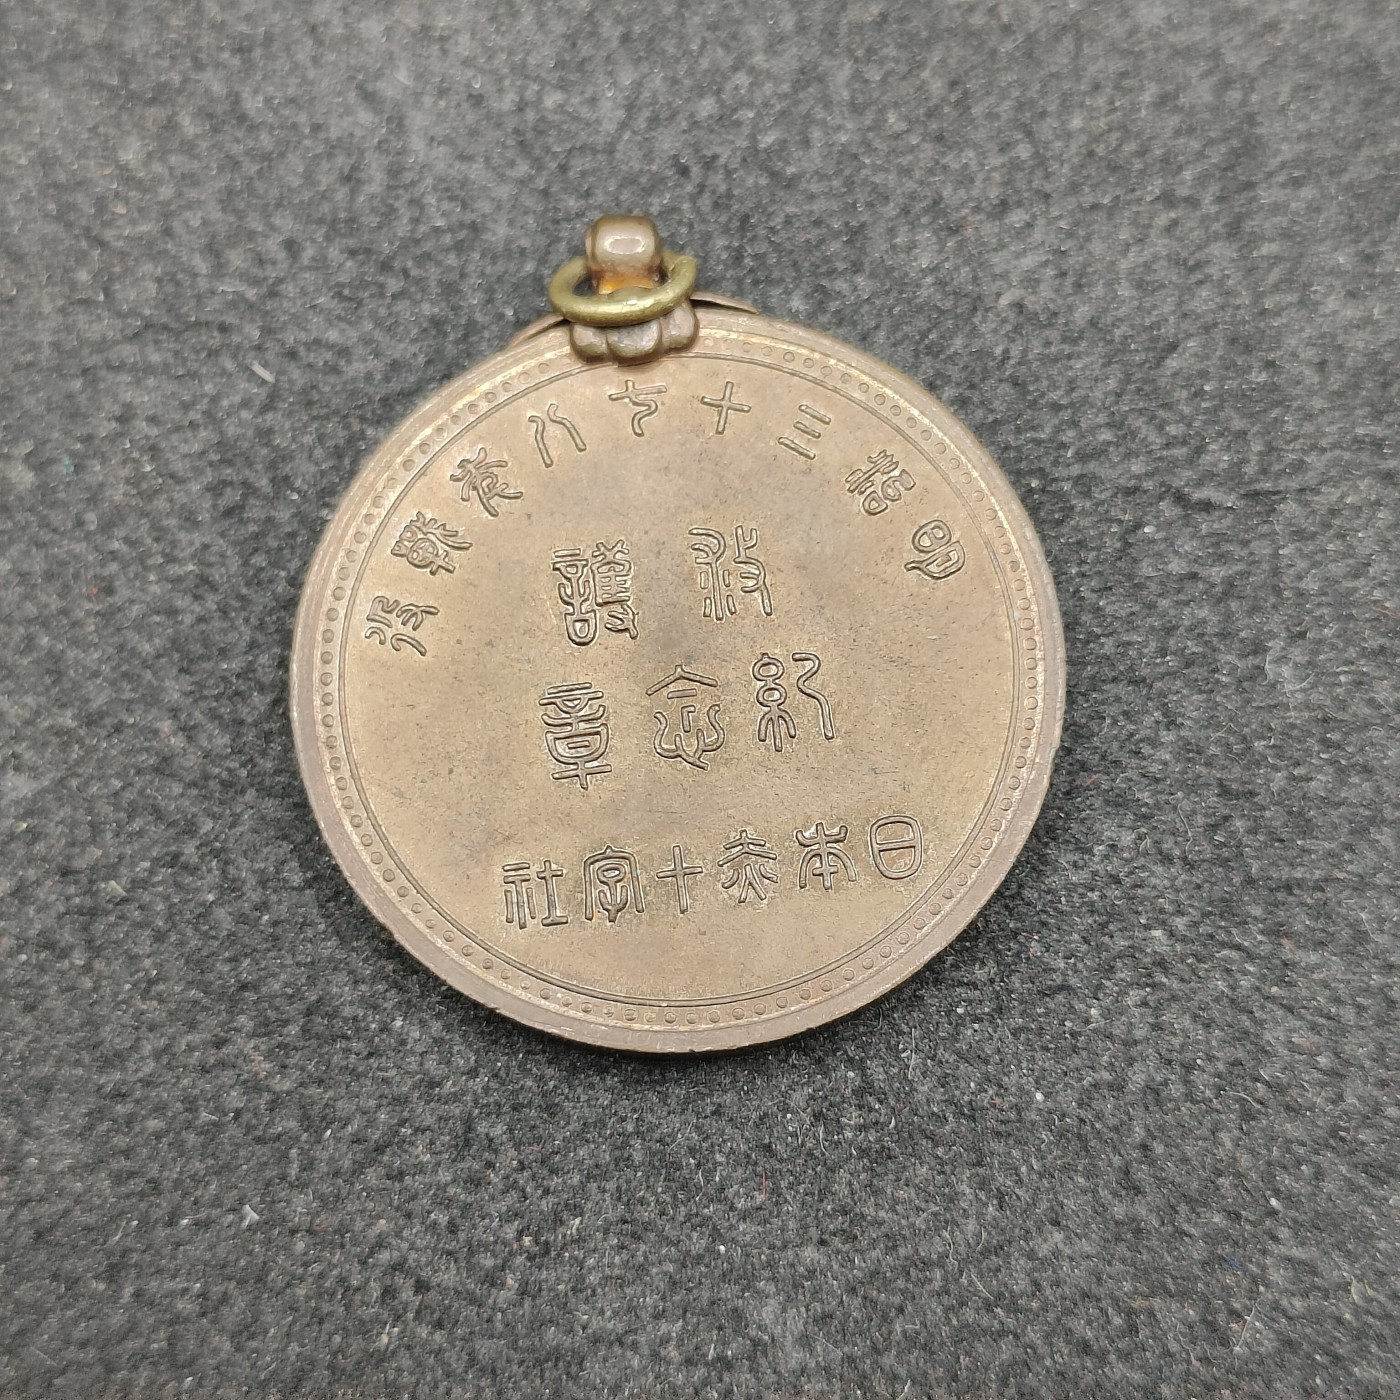 明治三十七八年戰役
救護
紀念章
日本赤十字社